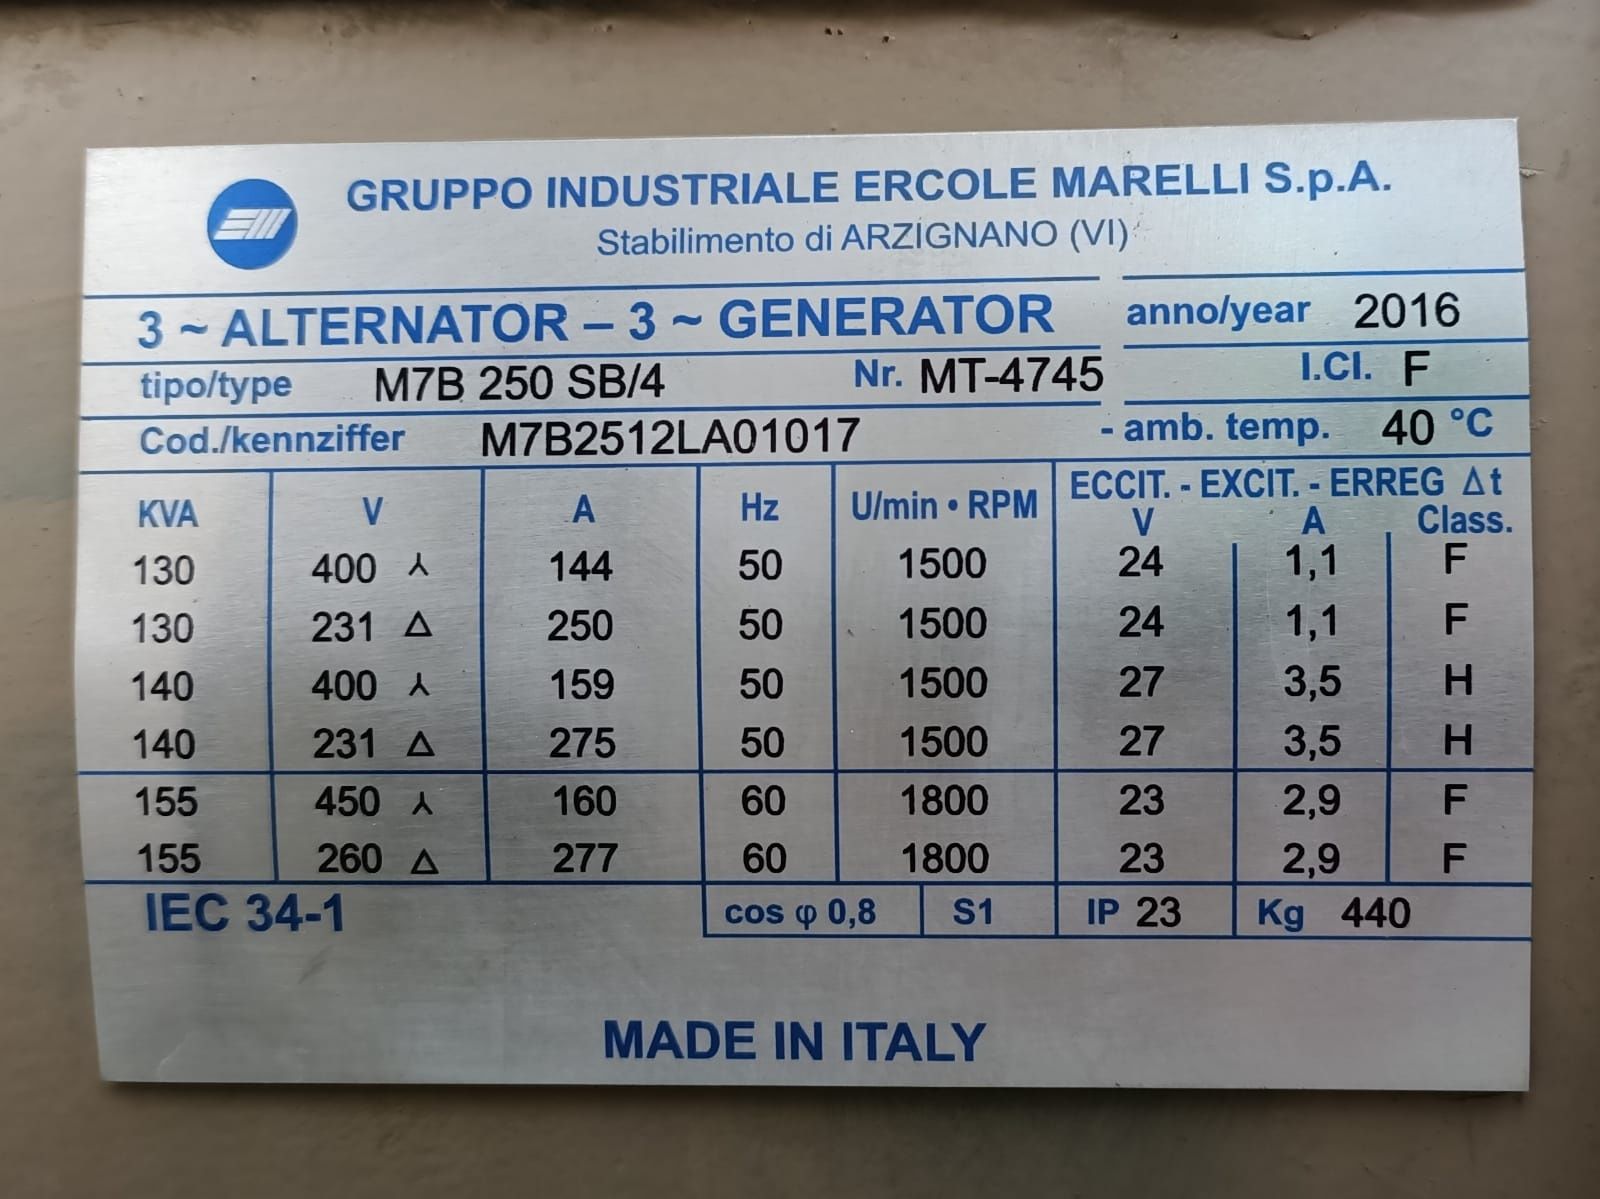 EM
GRUPPO INDUSTRIALE ERCOLE MARELLI S.p.A.
Stabilimento di ARZIGNANO (VI)
3 ~ ALTERNATOR – 3 ~ GENERATOR anno/year 2016
tipo/type M7B 250 SB/4 Nr. MT-4745 I.Cl. F
Cod./kennziffer M7B2512LA01017 - amb. temp. 40 °C
KVA V A Hz U/min • RPM ECCIT. - EXCIT. - ERREG Δt
V A Class.
130 400 ⅄ 144 50 1500 24 1,1 F
130 231 Δ 250 50 1500 24 1,1 F
140 400 ⅄ 159 50 1500 27 3,5 H
140 231 Δ 275 50 1500 27 3,5 H
155 450 ⅄ 160 60 1800 23 2,9 F
155 260 Δ 277 60 1800 23 2,9 F
IEC 34-1 cos φ 0,8 S1 IP 23 Kg 440
MADE IN ITALY